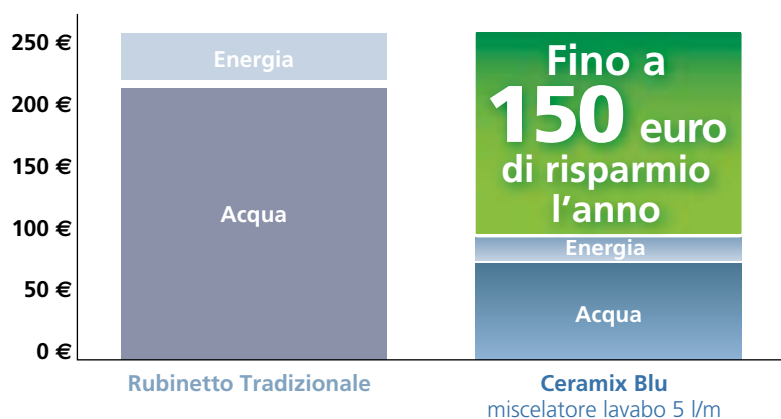 250 €
200 €
150 €
100 €
50 €
0 €
Energia
Acqua
Rubinetto Tradizionale
Fino a
150 euro
di risparmio
l'anno
Energia
Acqua
Ceramix Blu
miscelatore lavabo 5 l/m